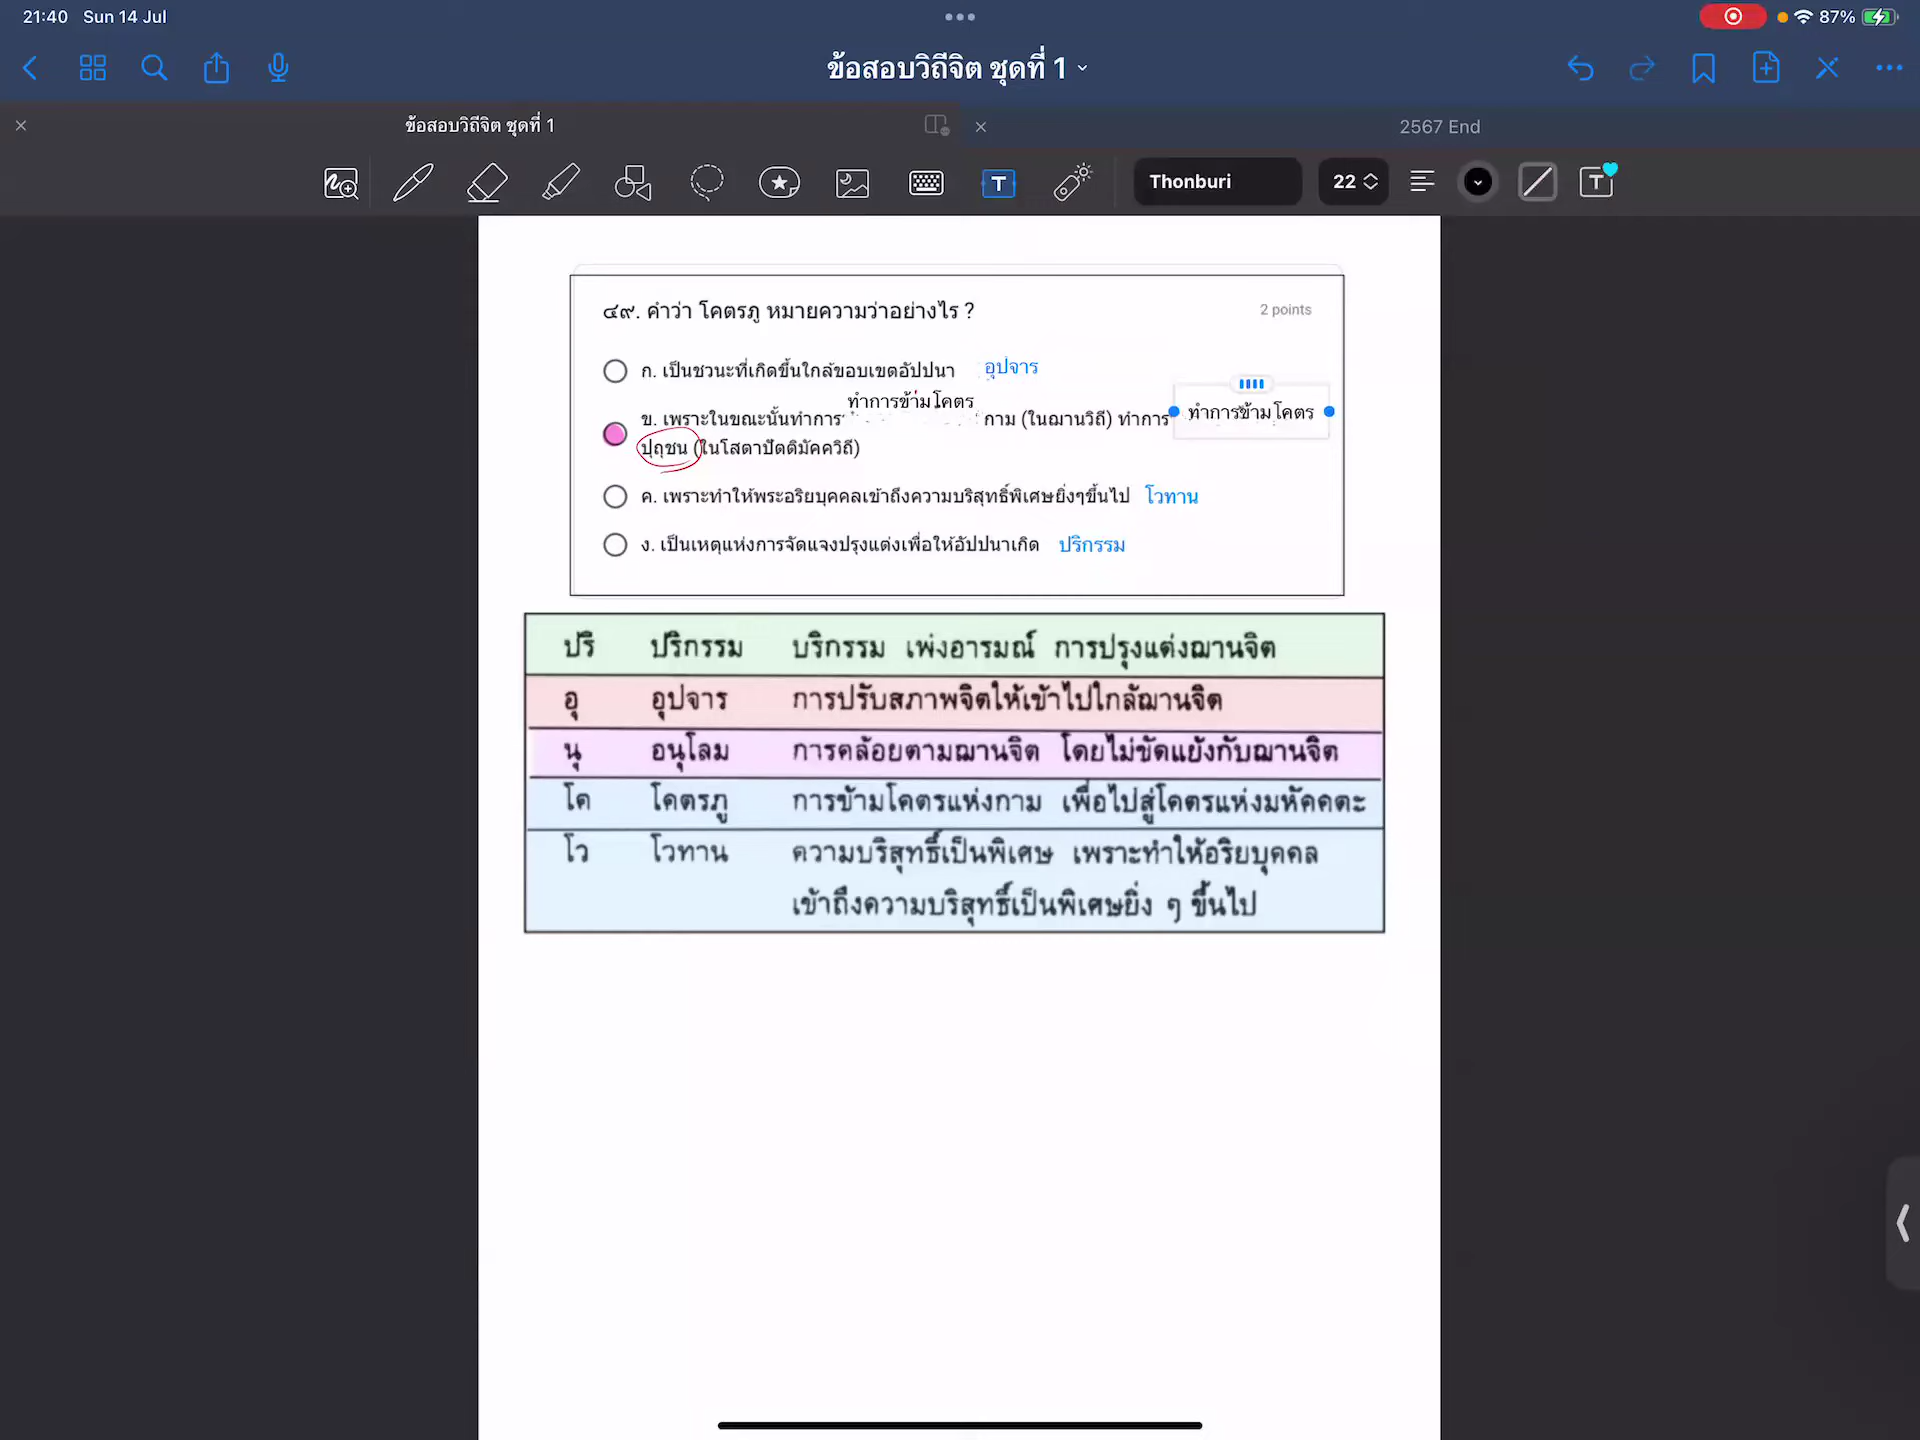 21:40 Sun 14 Jul
87%
ข้อสอบวิถีจิต ชุดที่ 1
ข้อสอบวิถีจิต ชุดที่ 1
2567 End
Thonburi
22
๔๙. คำว่า โคตรภู หมายความว่าอย่างไร ?
2 points
ก. เป็นชวนะที่เกิดขึ้นใกล้ขอบเขตอัปปนา อุปจาร
ทำการข้ามโคตร
ข. เพราะในขณะนั้นทำการ กาม (ในฌานวิถี) ทำการ ทำการข้ามโคตร
ปุถุชน (ในโสดาปัตติมัคควิถี)
ค. เพราะทำให้พระอริยบุคคลเข้าถึงความบริสุทธิ์พิเศษยิ่งๆขึ้นไป โวทาน
ง. เป็นเหตุแห่งการจัดแจงปรุงแต่งเพื่อให้อัปปนาเกิด ปริกรรม
ปริ ปริกรรม บริกรรม เพ่งอารมณ์ การปรุงแต่งฌานจิต
อุ อุปจาร การปรับสภาพจิตให้เข้าไปใกล้ฌานจิต
นุ อนุโลม การคล้อยตามฌานจิต โดยไม่ขัดแย้งกับฌานจิต
โค โคตรภู การข้ามโคตรแห่งกาม เพื่อไปสู่โคตรแห่งมหัคคตะ
โว โวทาน ความบริสุทธิ์เป็นพิเศษ เพราะทำให้อริยบุคคล
เข้าถึงความบริสุทธิ์เป็นพิเศษยิ่ง ๆ ขึ้นไป